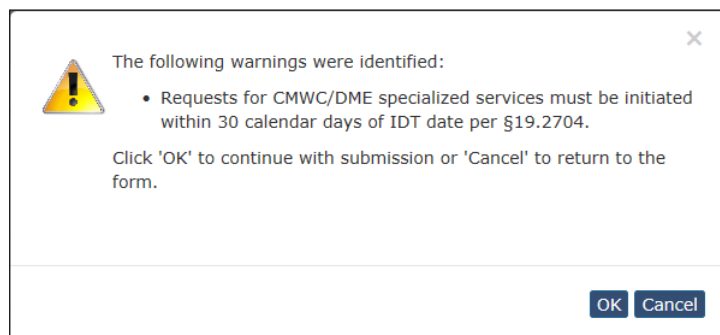 The following warnings were identified:
• Requests for CMWC/DME specialized services must be initiated
within 30 calendar days of IDT date per §19.2704.
Click 'OK' to continue with submission or 'Cancel' to return to the
form.
OK Cancel